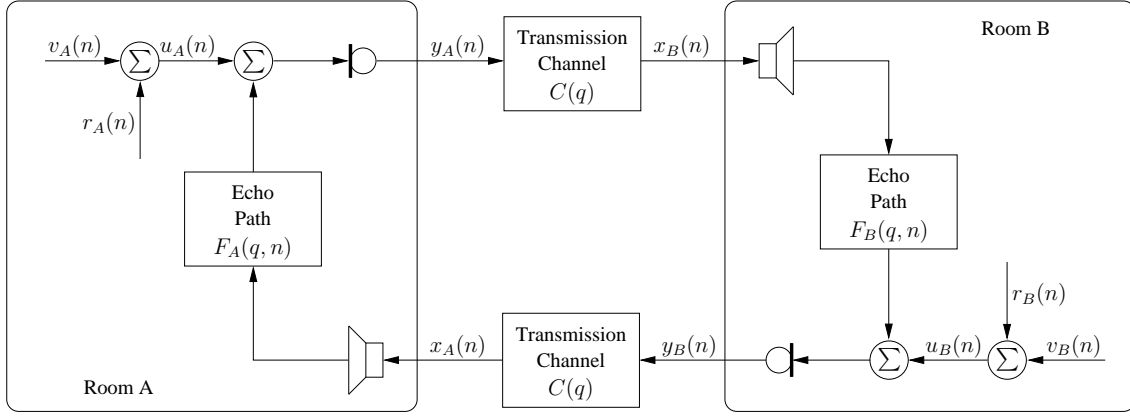 Room B
v_A(n)
u_A(n)
∑
∑
y_A(n)
Transmission
Channel
C(q)
x_B(n)
r_A(n)
Echo
Path
F_A(q, n)
Echo
Path
F_B(q, n)
r_B(n)
x_A(n)
Transmission
Channel
C(q)
y_B(n)
∑
u_B(n)
∑
v_B(n)
Room A